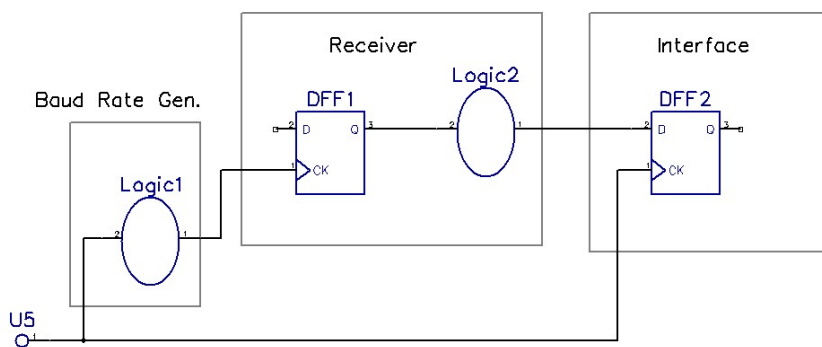 Receiver
Interface
Logic2
Baud Rate Gen.
DFF1
DFF2
2 D Q 3
2
1
2 D Q 3
1 CK
1 CK
Logic1
2
1
U5
1